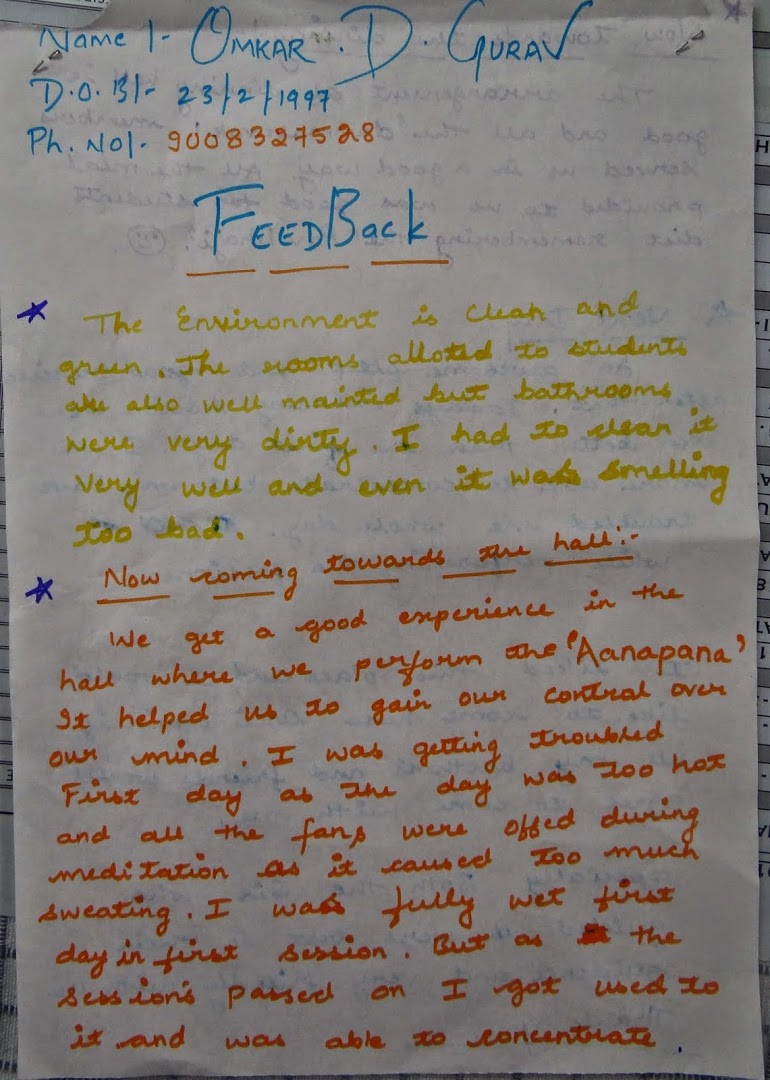 Name :- OMKAR . D. GURAV
D.O.B :- 23/2/1997
Ph. No :- 9008327528
FEEDBack
* The Environment is clean and
green. The rooms alloted to students
are also well mainted but bathrooms
were very dirty. I had to clean it
very well and even it was smelling
too bad.
* Now coming towards the hall:-
We get a good experience in the
hall where we perform the 'Aanapana'
It helped us to gain our control over
our mind. I was getting troubled
First day as the day was too hot
and all the fans were offed during
meditation as it caused too much
sweating. I was fully wet first
day in first session. But as the
sessions passed on I got used to
it and was able to concentrate.